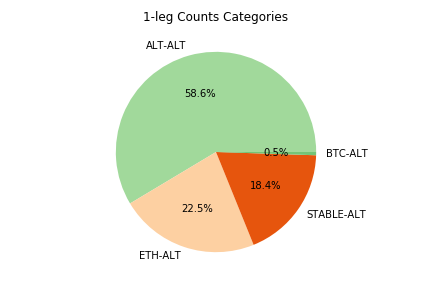 1-leg Counts Categories
ALT-ALT
58.6%
0.5%
BTC-ALT
18.4%
22.5%
STABLE-ALT
ETH-ALT